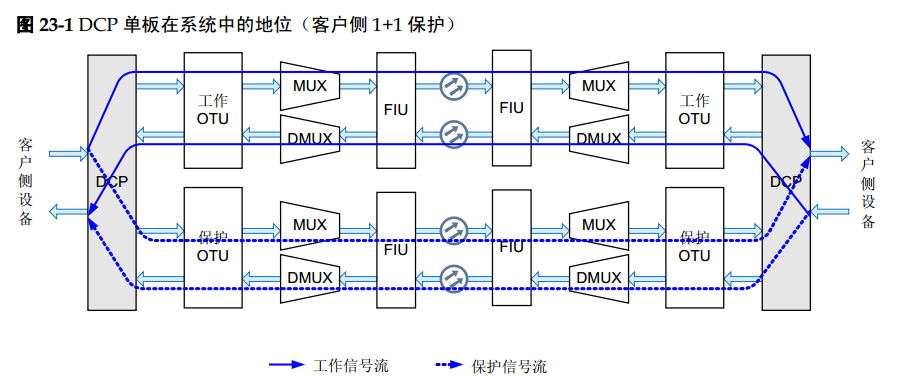 图 23-1 DCP 单板在系统中的地位（客户侧 1+1 保护）
客户侧设备
DCP
工作
OTU
MUX
DMUX
FIU
FIU
MUX
DMUX
工作
OTU
DCP
客户侧设备
保护
OTU
MUX
DMUX
FIU
FIU
MUX
DMUX
保护
OTU
工作信号流
保护信号流